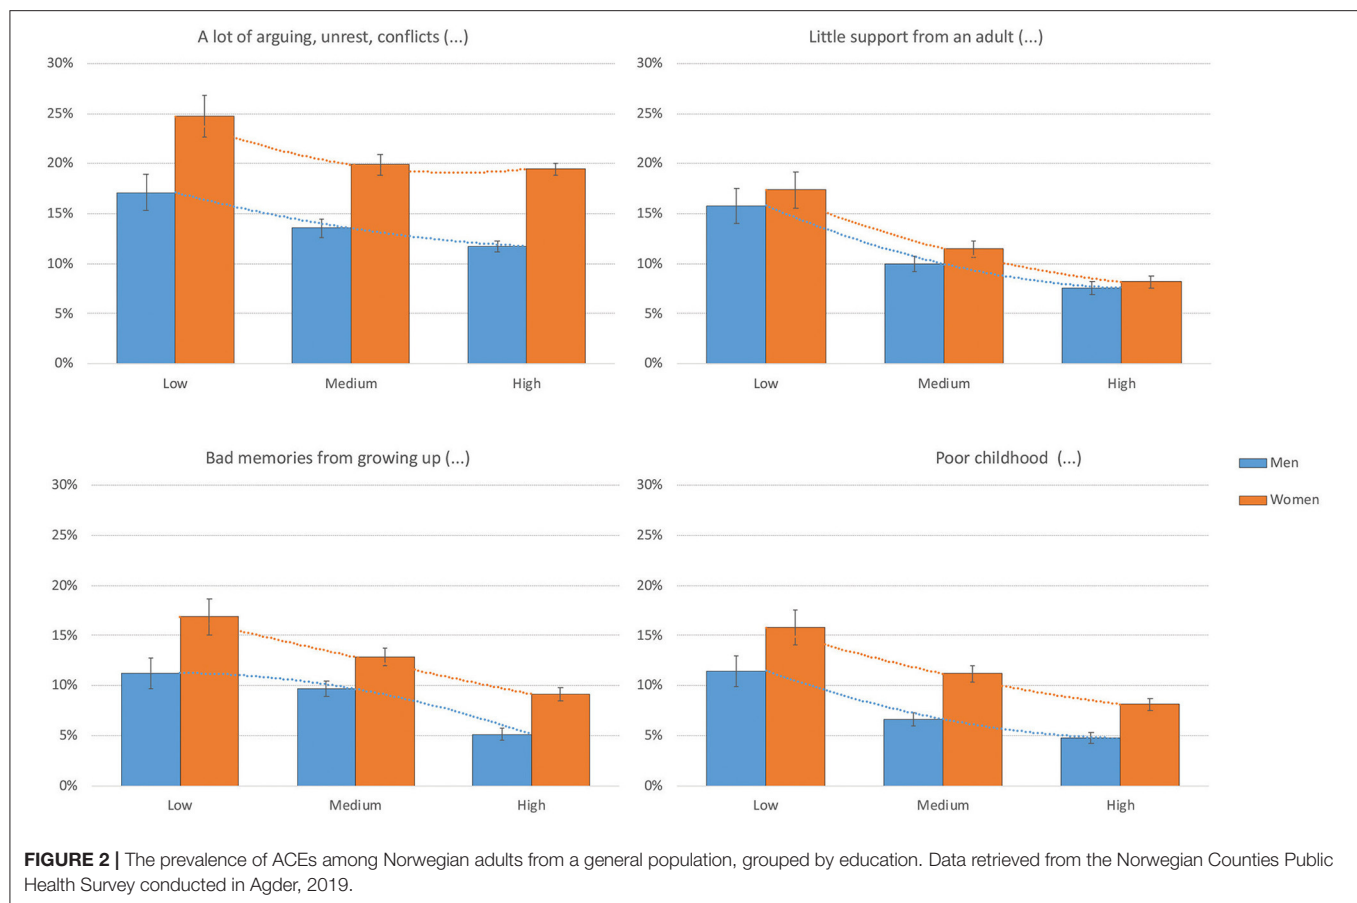 A lot of arguing, unrest, conflicts (...)
30%
25%
20%
15%
10%
5%
0%
Low Medium High
Little support from an adult (...)
30%
25%
20%
15%
10%
5%
0%
Low Medium High
Bad memories from growing up (...)
30%
25%
20%
15%
10%
5%
0%
Low Medium High
Poor childhood (...)
30%
25%
20%
15%
10%
5%
0%
Low Medium High
Men
Women
FIGURE 2 | The prevalence of ACEs among Norwegian adults from a general population, grouped by education. Data retrieved from the Norwegian Counties Public
Health Survey conducted in Agder, 2019.